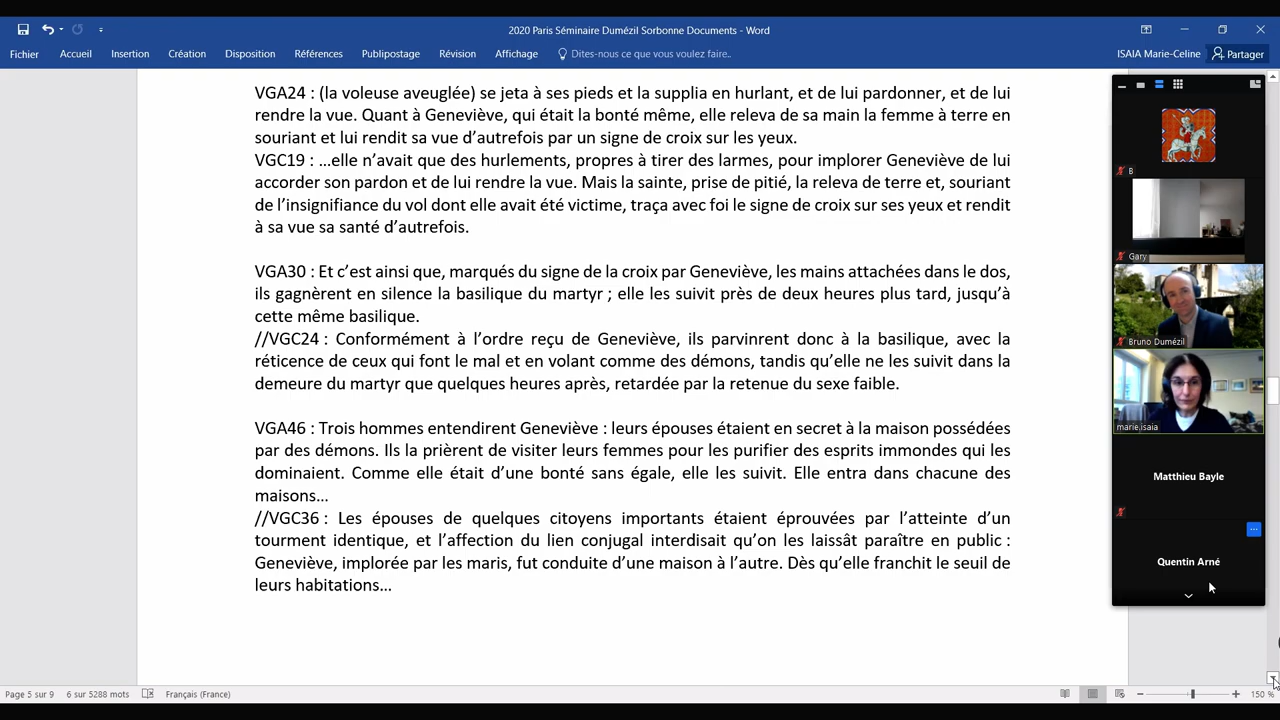 2020 Paris Séminaire Dumézil Sorbonne Documents - Word
Fichier Accueil Insertion Création Disposition Références Publipostage Révision Affichage Dites-nous ce que vous voulez faire.. ISAIA Marie-Celine Partager
VGA24 : (la voleuse aveuglée) se jeta à ses pieds et la supplia en hurlant, et de lui pardonner, et de lui
rendre la vue. Quant à Geneviève, qui était la bonté même, elle releva de sa main la femme à terre en
souriant et lui rendit sa vue d’autrefois par un signe de croix sur les yeux.
VGC19 : …elle n’avait que des hurlements, propres à tirer des larmes, pour implorer Geneviève de lui
accorder son pardon et de lui rendre la vue. Mais la sainte, prise de pitié, la releva de terre et, souriant
de l’insignifiance du vol dont elle avait été victime, traça avec foi le signe de croix sur ses yeux et rendit
à sa vue sa santé d’autrefois.
VGA30 : Et c’est ainsi que, marqués du signe de la croix par Geneviève, les mains attachées dans le dos,
ils gagnèrent en silence la basilique du martyr ; elle les suivit près de deux heures plus tard, jusqu’à
cette même basilique.
//VGC24 : Conformément à l’ordre reçu de Geneviève, ils parvinrent donc à la basilique, avec la
réticence de ceux qui font le mal et en volant comme des démons, tandis qu’elle ne les suivit dans la
demeure du martyr que quelques heures après, retardée par la retenue du sexe faible.
VGA46 : Trois hommes entendirent Geneviève : leurs épouses étaient en secret à la maison possédées
par des démons. Ils la prièrent de visiter leurs femmes pour les purifier des esprits immondes qui les
dominaient. Comme elle était d’une bonté sans égale, elle les suivit. Elle entra dans chacune des
maisons…
//VGC36 : Les épouses de quelques citoyens importants étaient éprouvées par l’atteinte d’un
tourment identique, et l’affection du lien conjugal interdisait qu’on les laissât paraître en public :
Geneviève, implorée par les maris, fut conduite d’une maison à l’autre. Dès qu’elle franchit le seuil de
leurs habitations…
B
Gary
Bruno Dumézil
marie.isaia
Matthieu Bayle
Quentin Arné
Page 5 sur 9 6 sur 5288 mots Français (France) 150 %